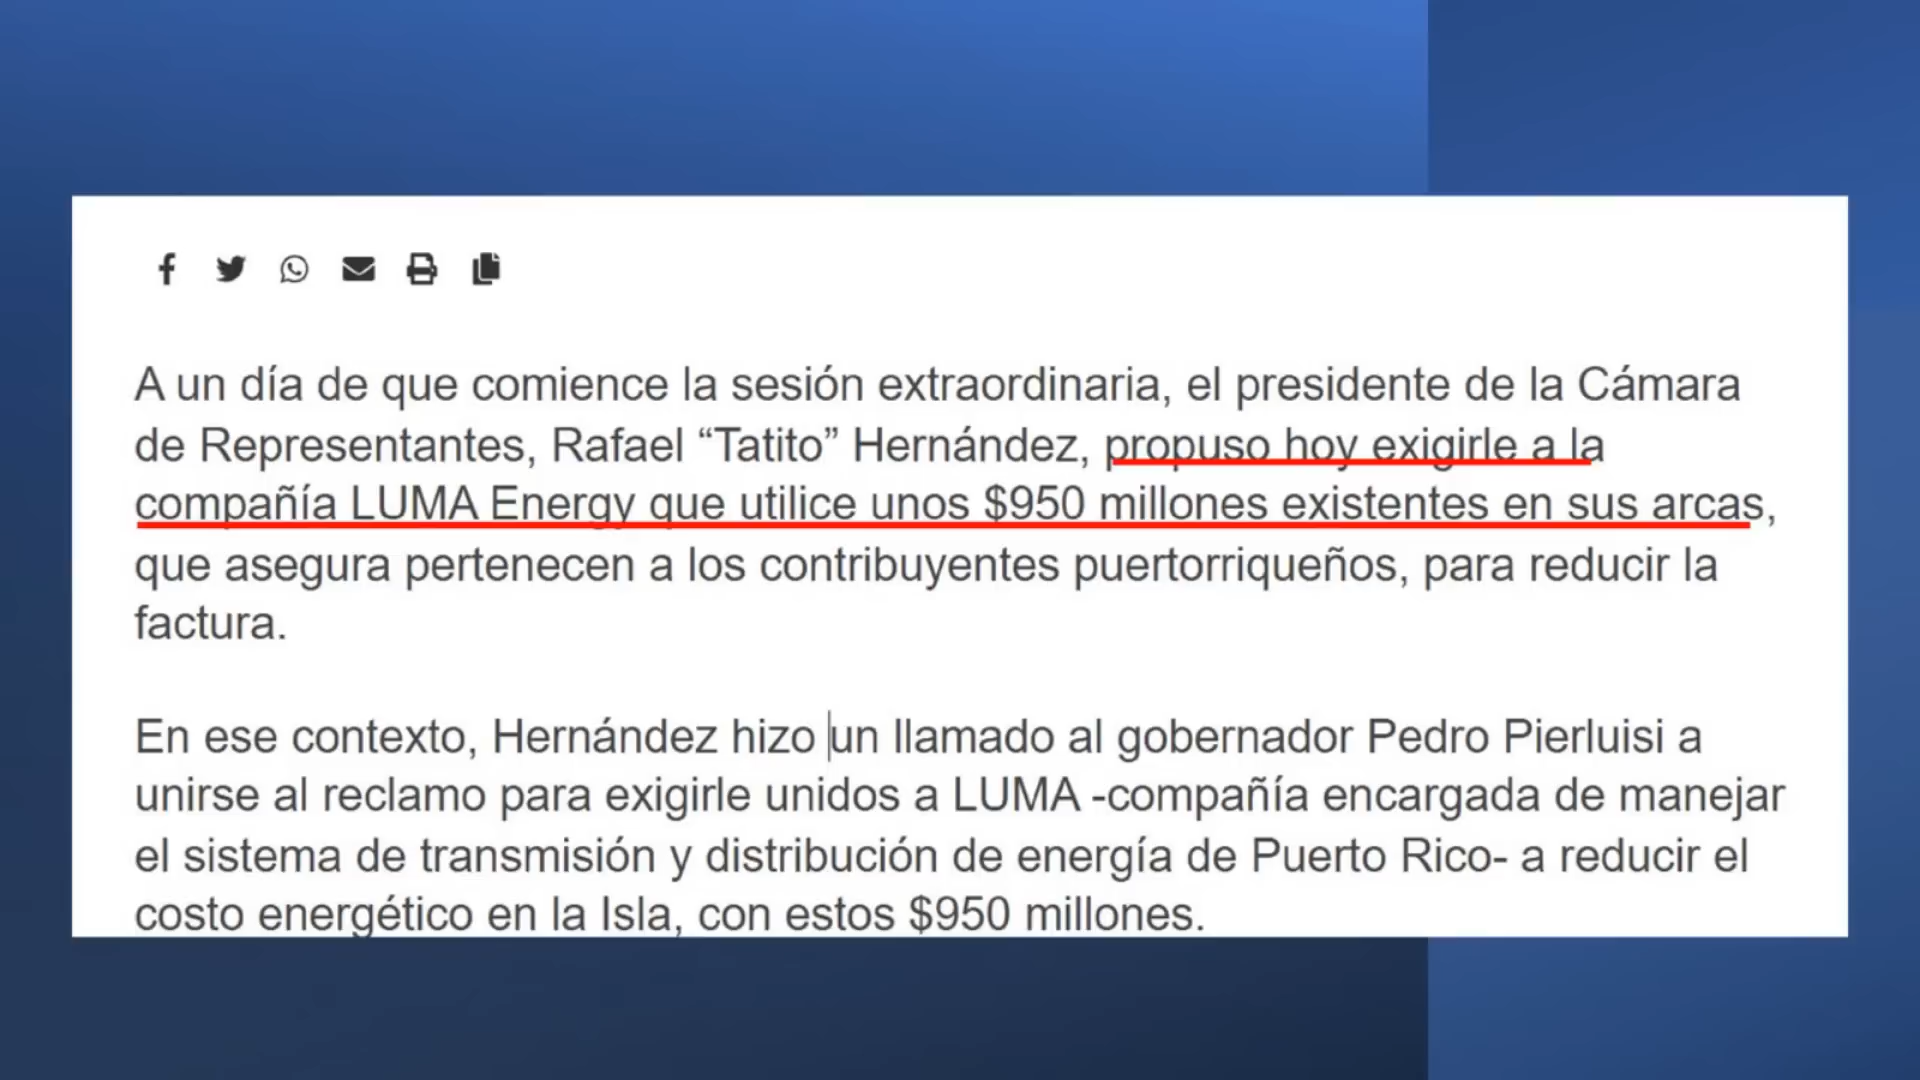 A un día de que comience la sesión extraordinaria, el presidente de la Cámara
de Representantes, Rafael “Tatito” Hernández, propuso hoy exigirle a la
compañía LUMA Energy que utilice unos $950 millones existentes en sus arcas,
que asegura pertenecen a los contribuyentes puertorriqueños, para reducir la
factura.
En ese contexto, Hernández hizo un llamado al gobernador Pedro Pierluisi a
unirse al reclamo para exigirle unidos a LUMA -compañía encargada de manejar
el sistema de transmisión y distribución de energía de Puerto Rico- a reducir el
costo energético en la Isla, con estos $950 millones.